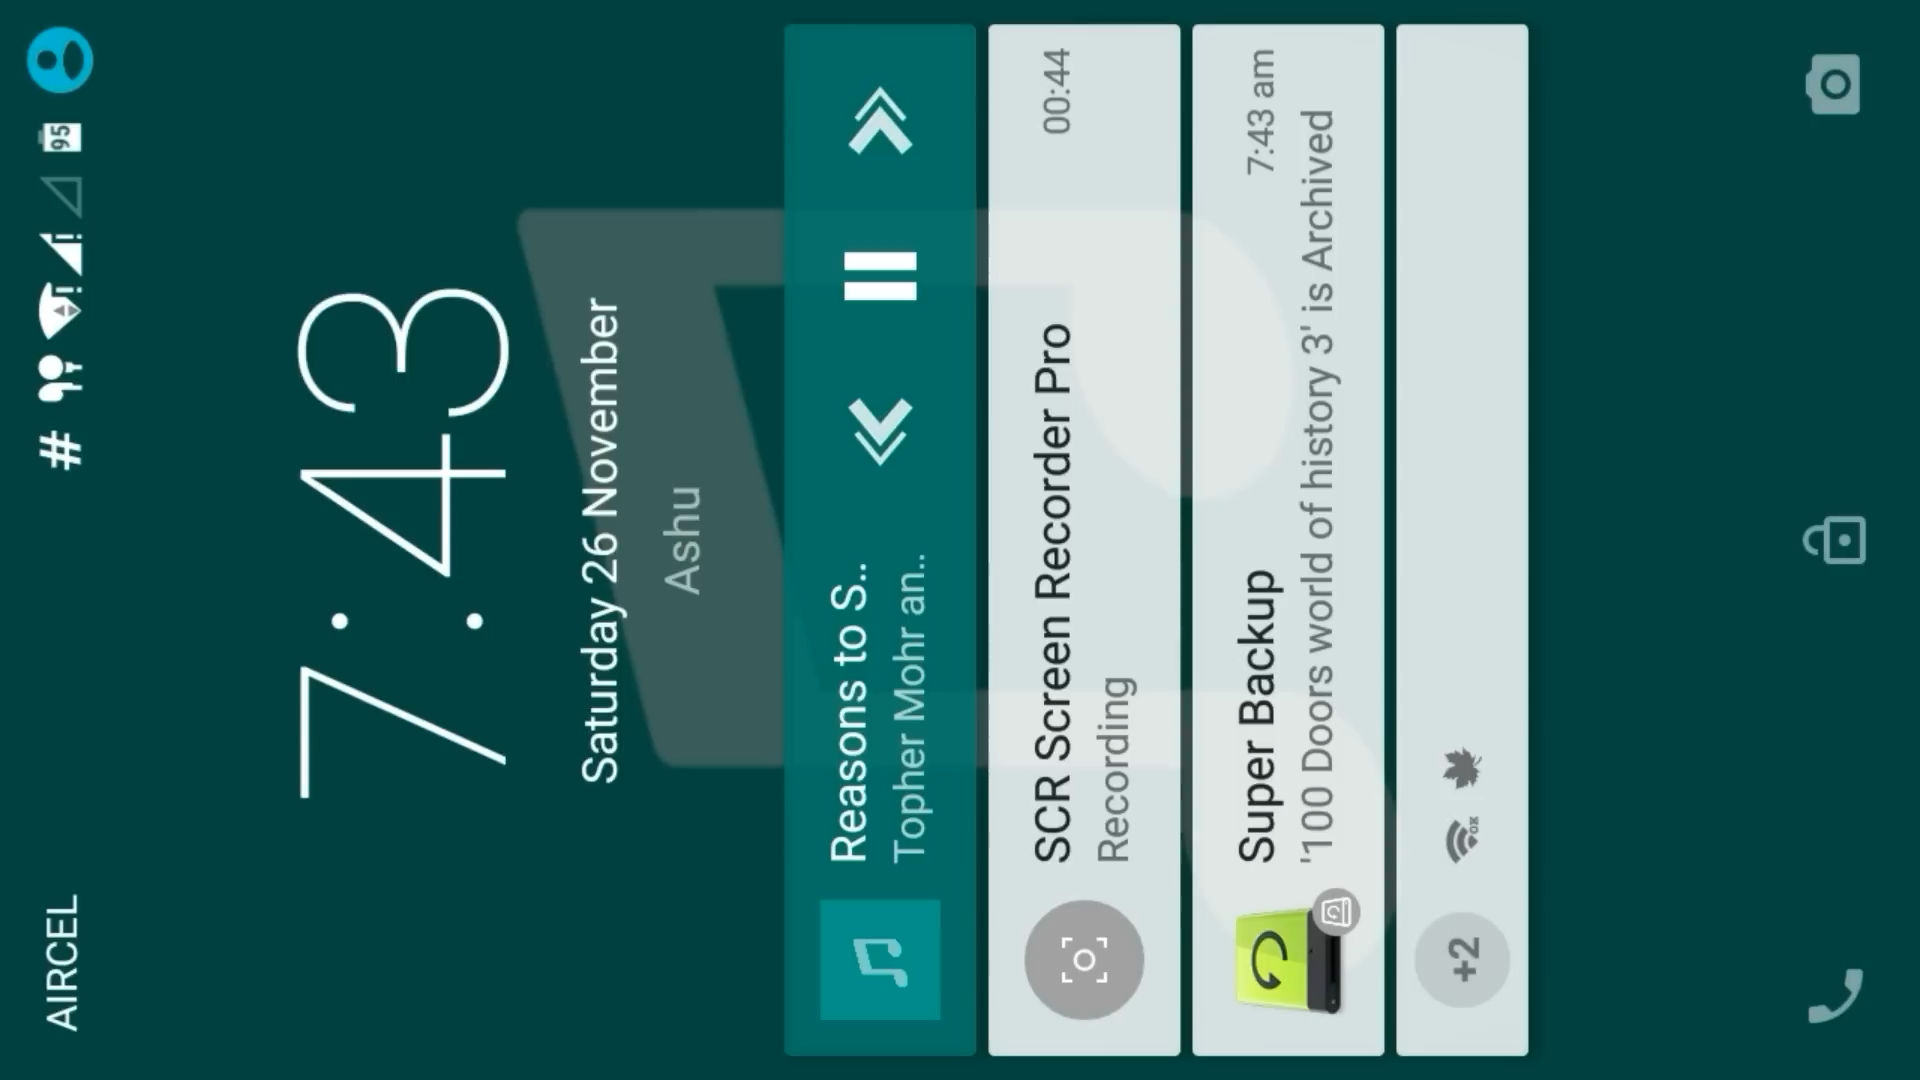 AIRCEL
# 95
7:43
Saturday 26 November
Ashu
Reasons to S..
Topher Mohr an..
SCR Screen Recorder Pro
00:44
Recording
Super Backup
7:43 am
'100 Doors world of history 3' is Archived
+2